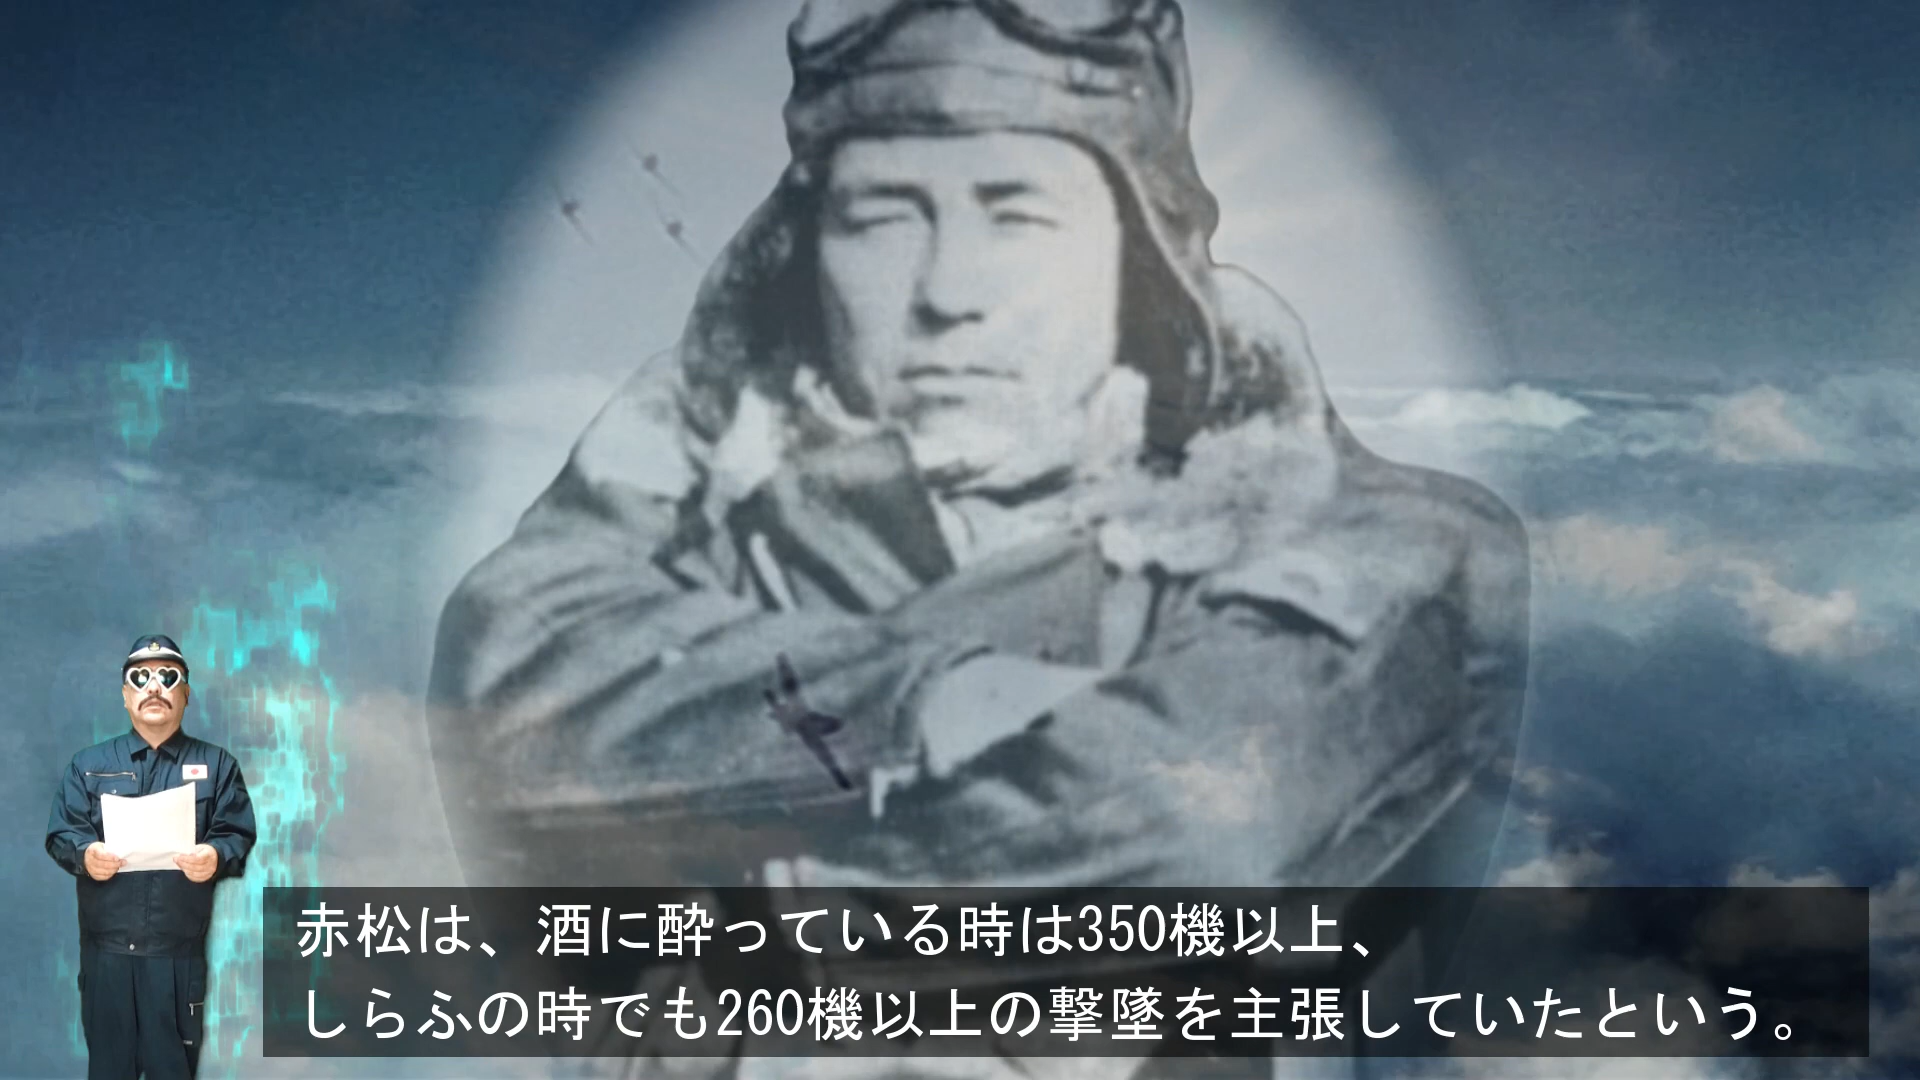 赤松は、酒に酔っている時は350機以上、
しらふの時でも260機以上の撃墜を主張していたという。